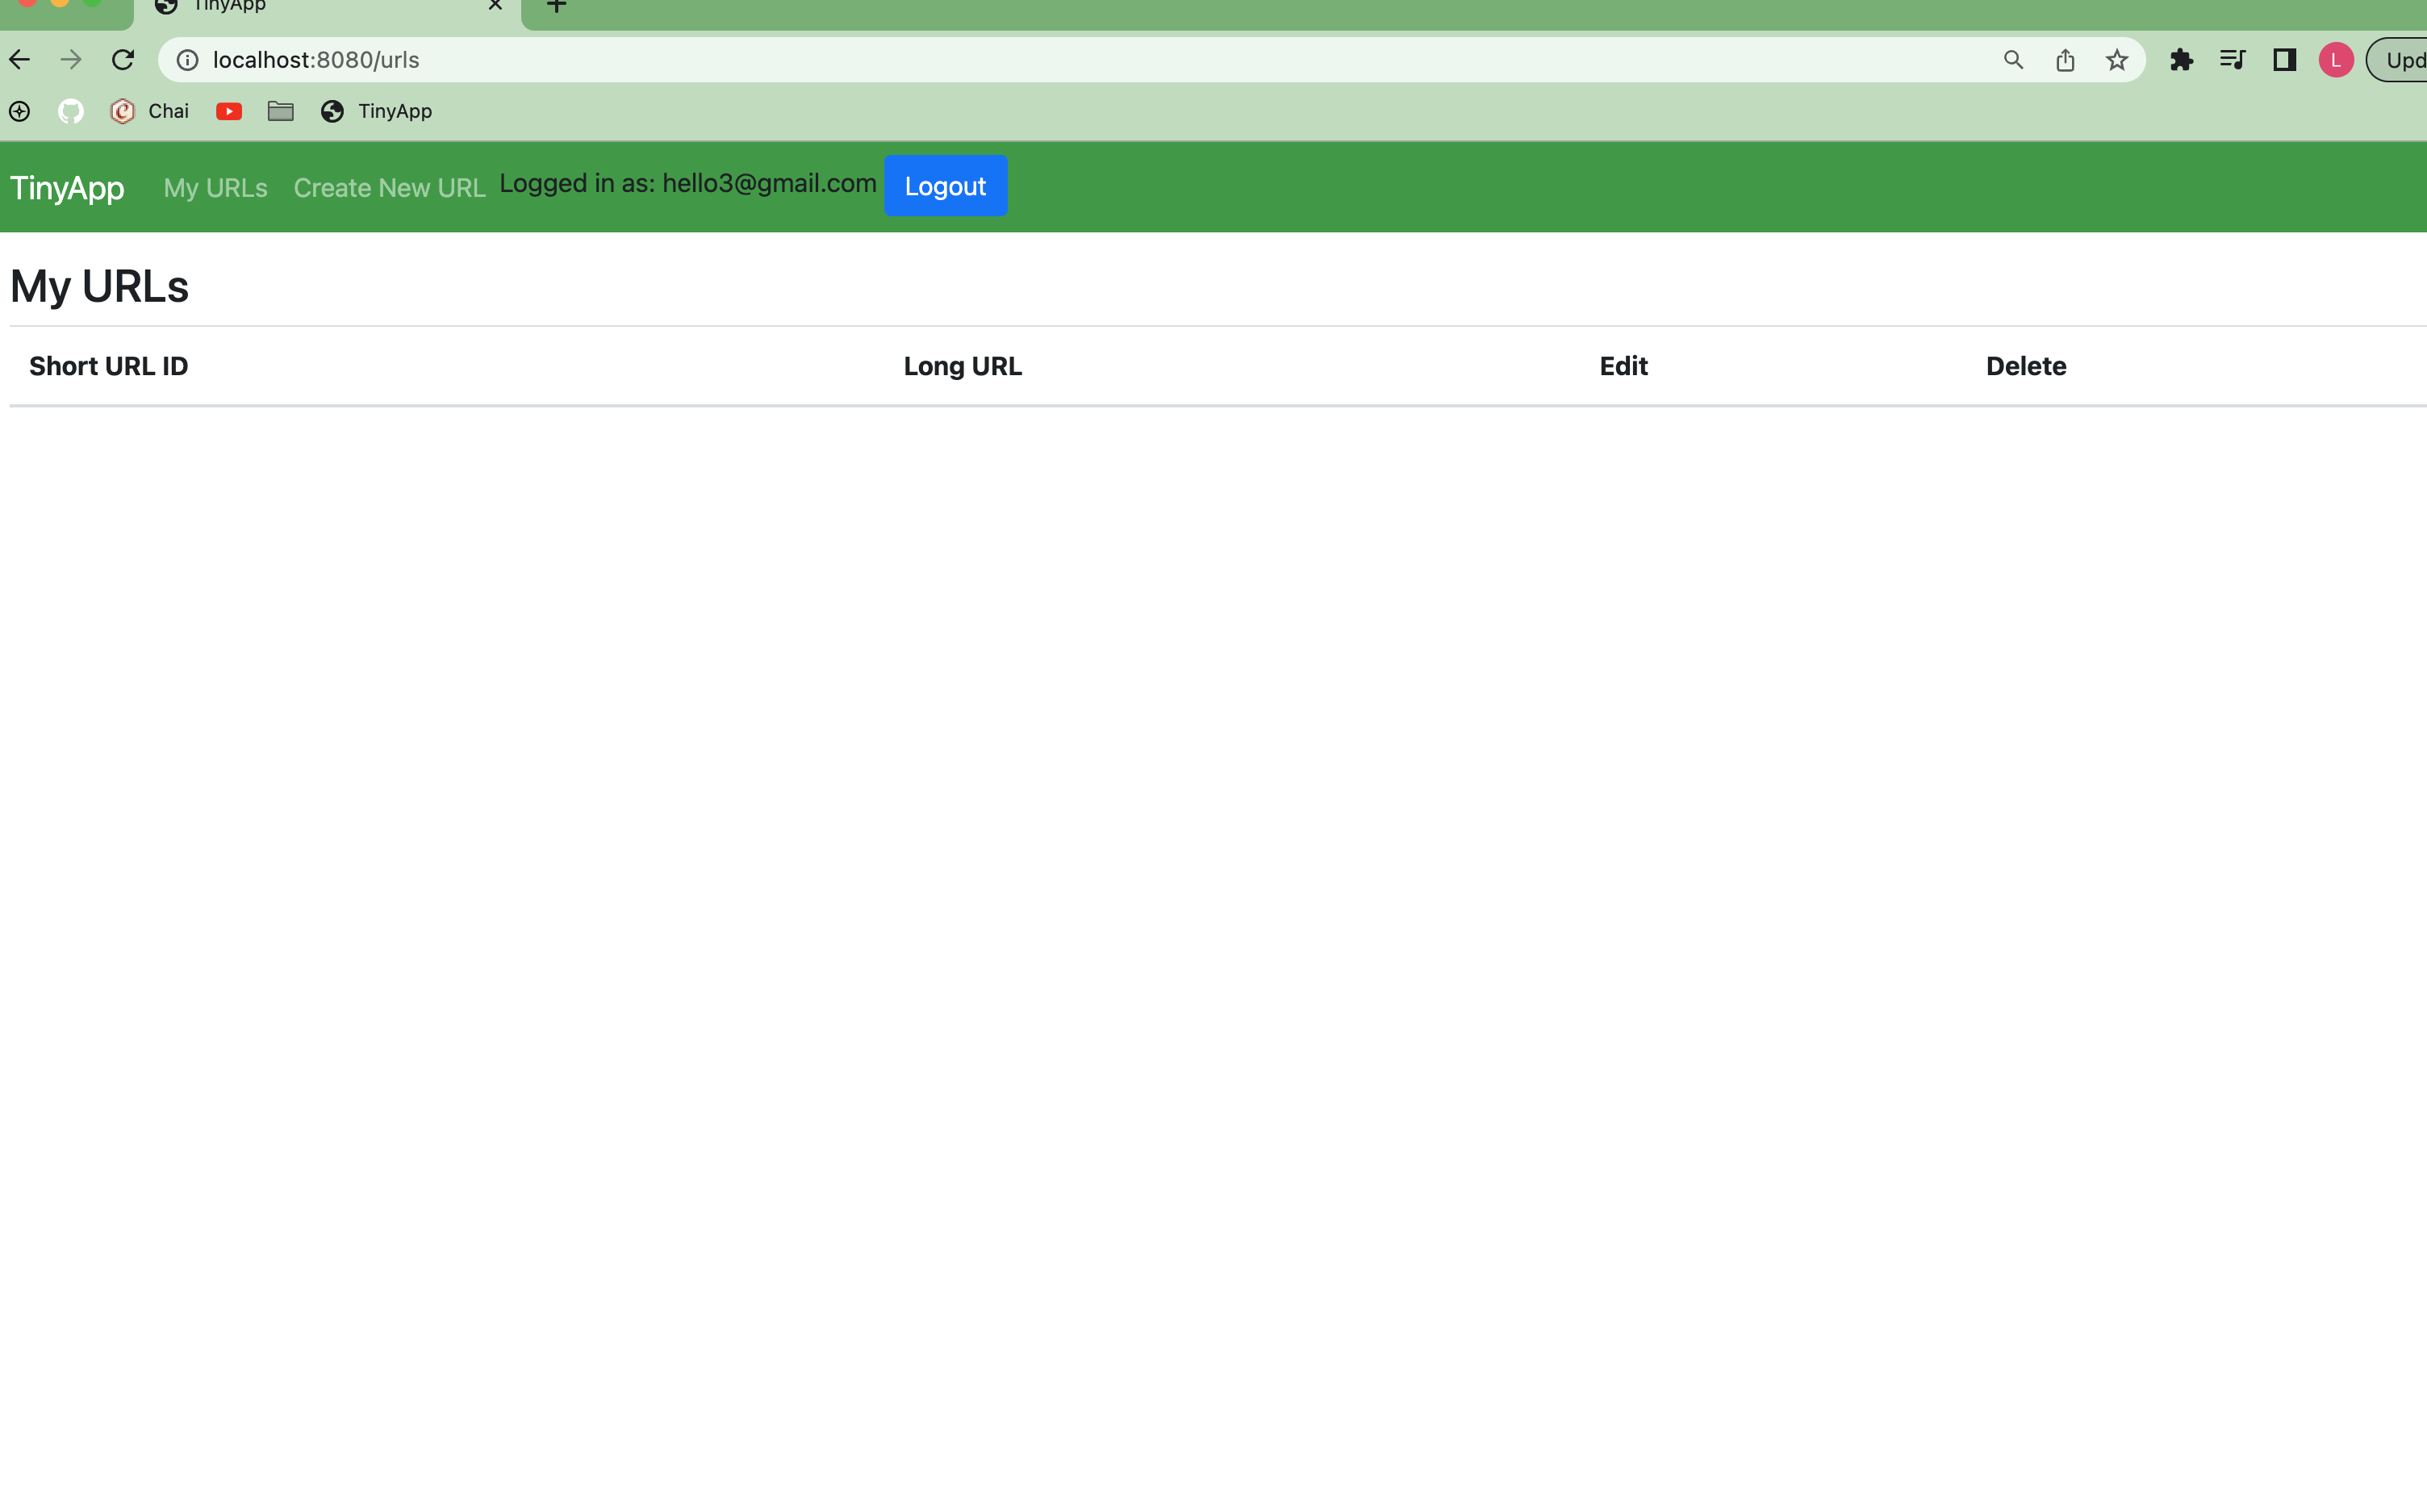 TinyApp
localhost:8080/urls
L
Upd
Chai
TinyApp
TinyApp My URLs Create New URL Logged in as: hello3@gmail.com Logout
My URLs
Short URL ID Long URL Edit Delete